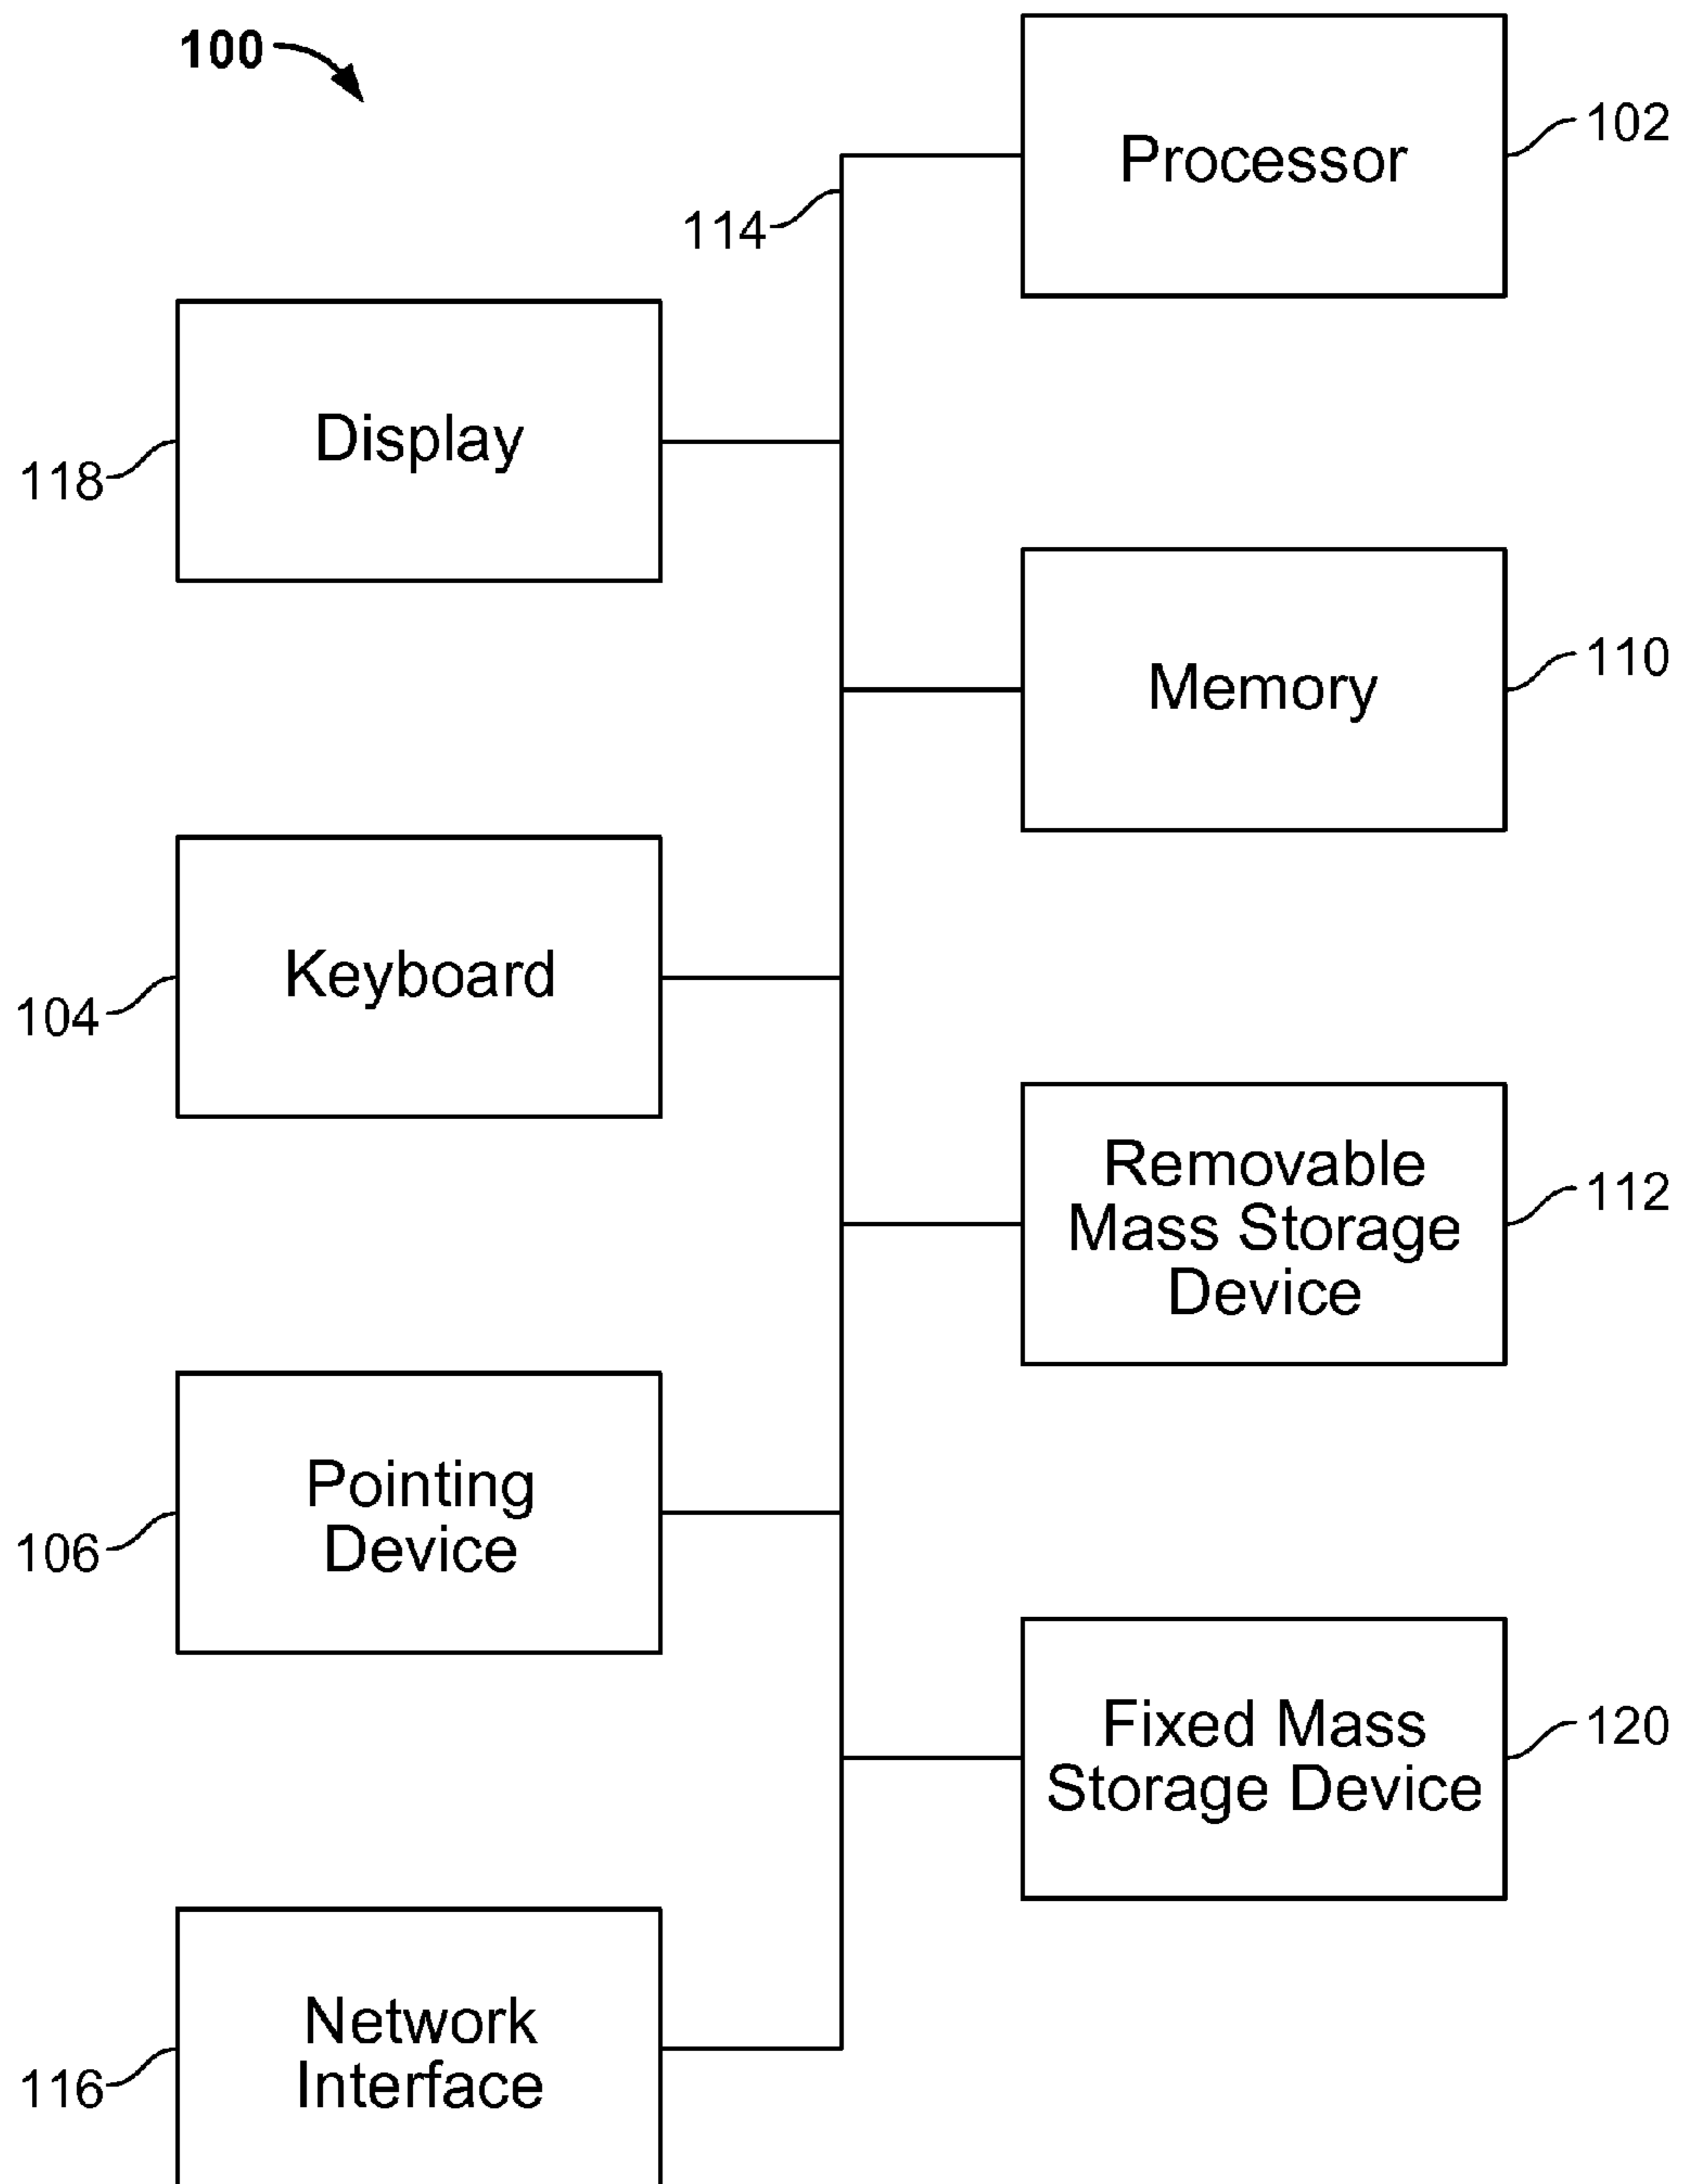 100
Processor
102
114
Display
118
Memory
110
Keyboard
104
Removable
Mass Storage
Device
112
Pointing
Device
106
Fixed Mass
Storage Device
120
Network
Interface
116